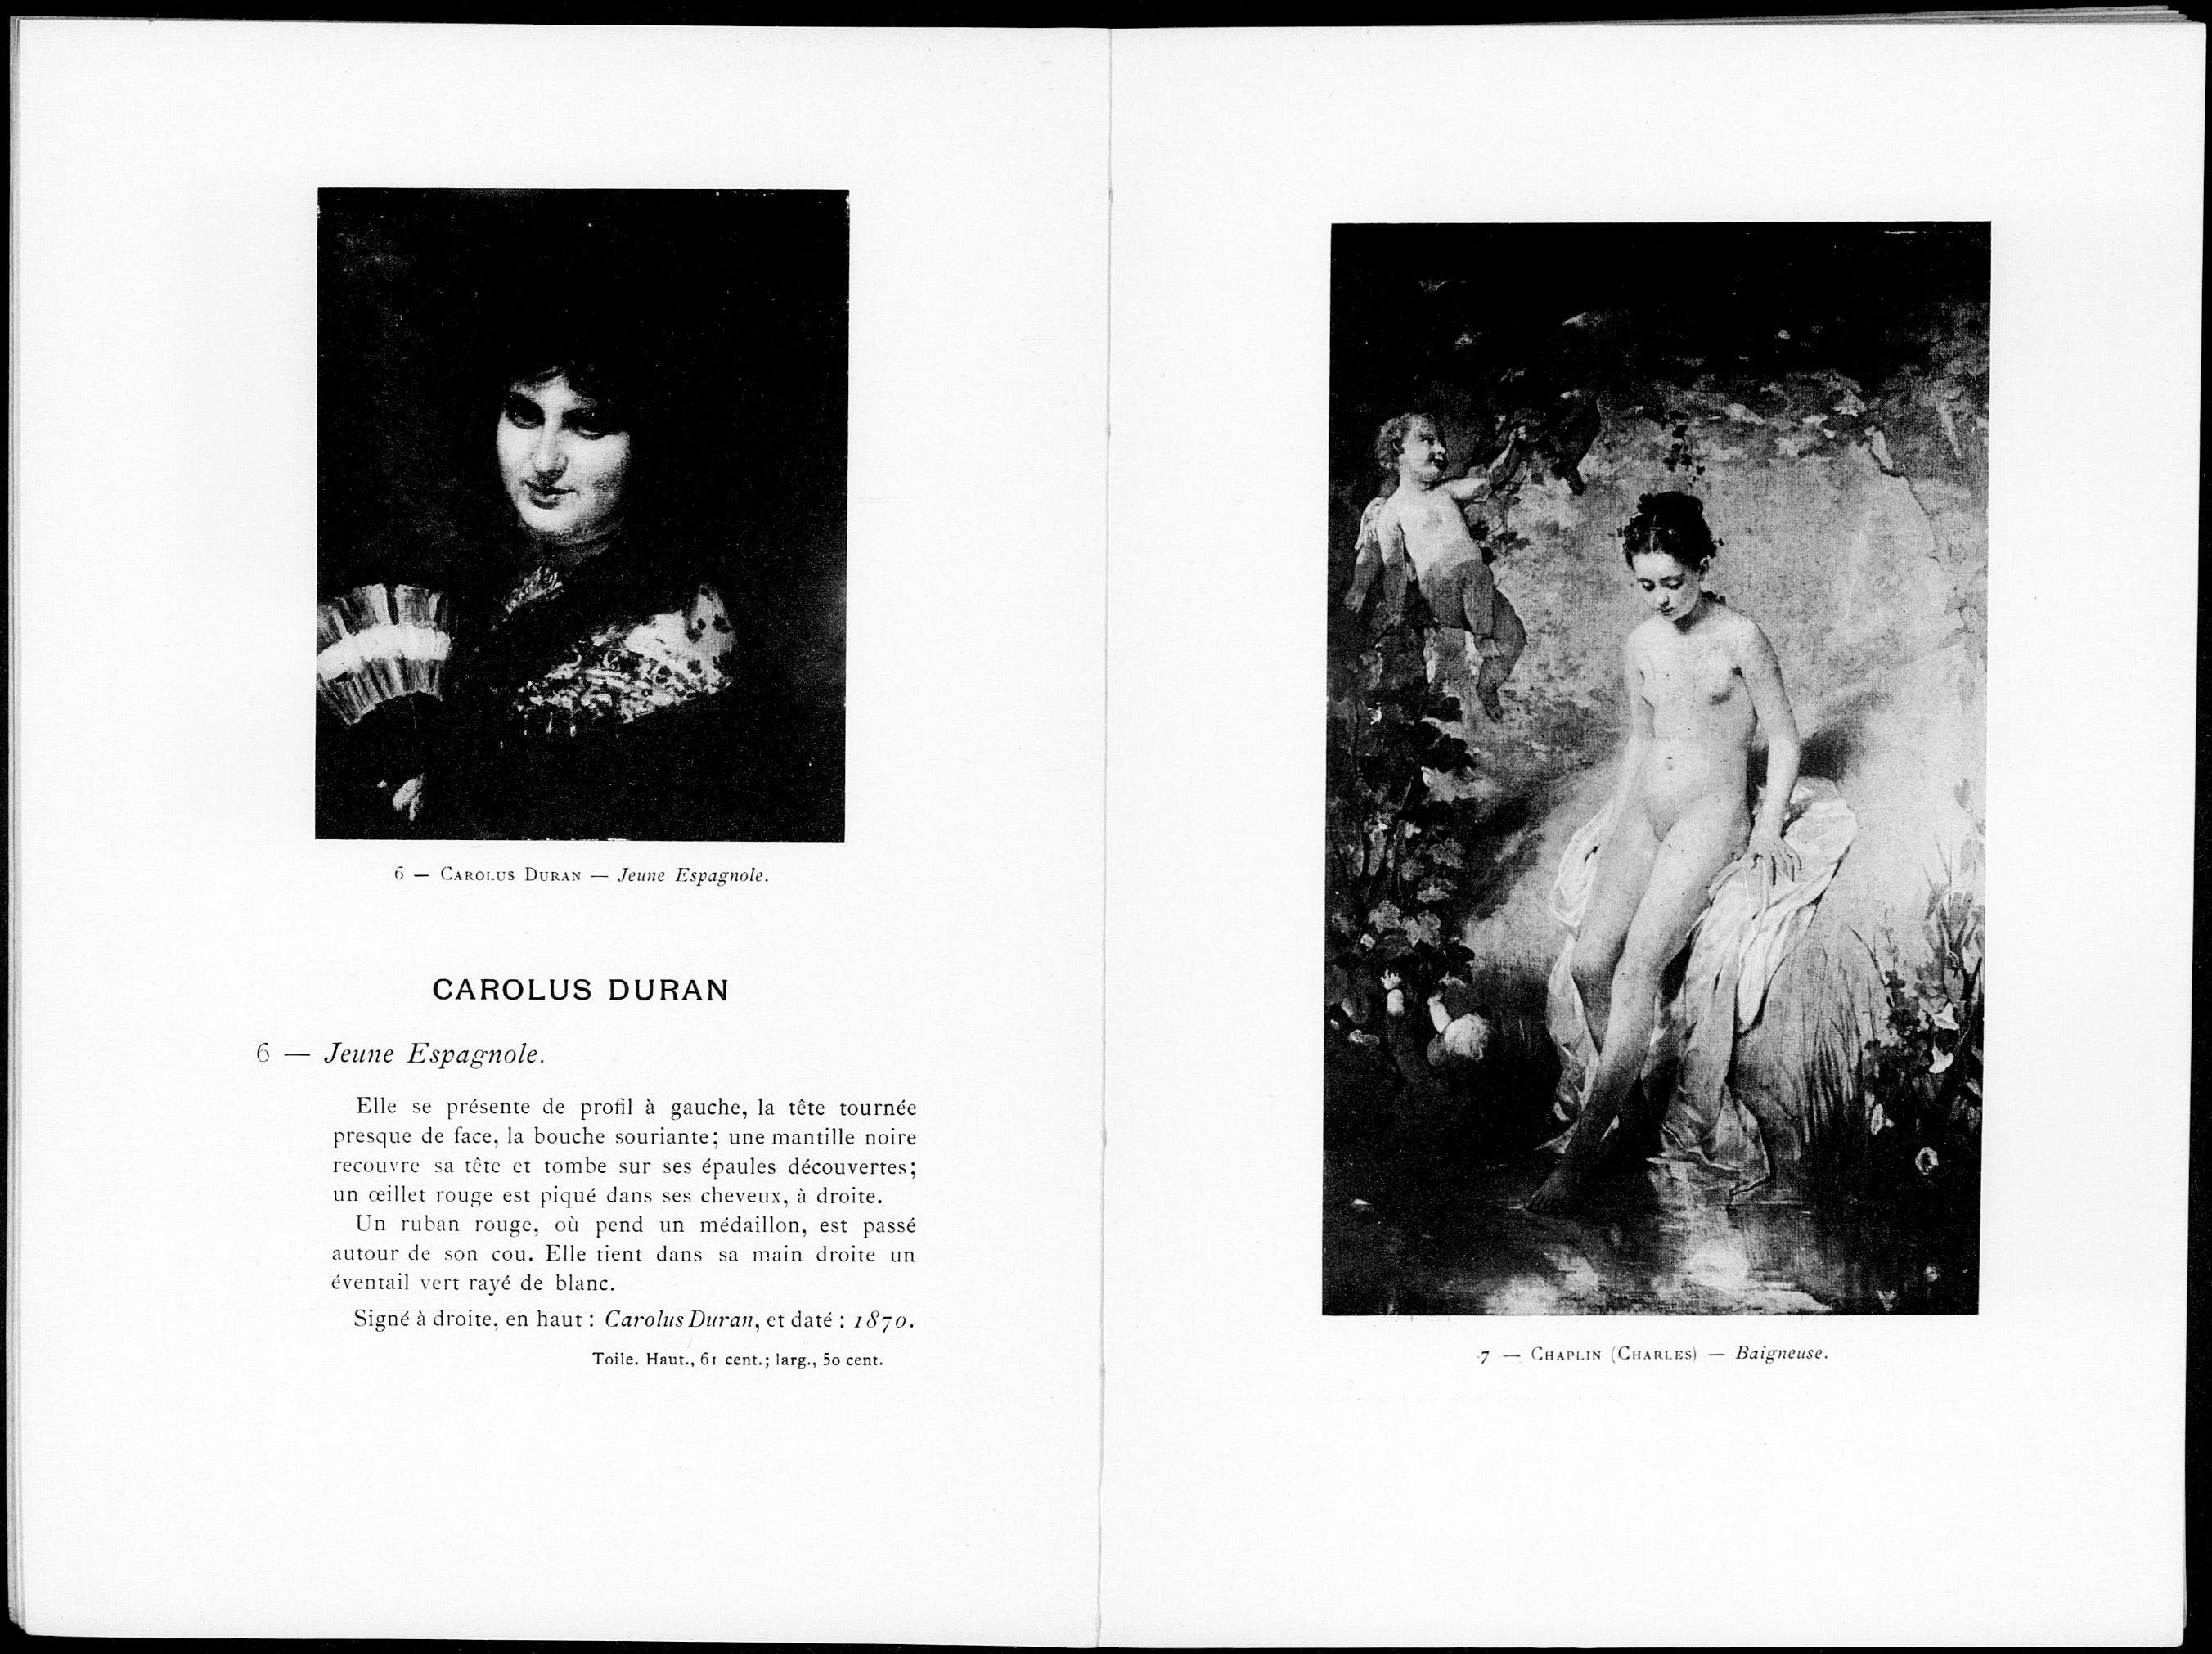 6 — Carolus Duran — Jeune Espagnole.
CAROLUS DURAN
6 — Jeune Espagnole.
Elle se présente de profil à gauche, la tête tournée
presque de face, la bouche souriante; une mantille noire
recouvre sa tête et tombe sur ses épaules découvertes;
un œillet rouge est piqué dans ses cheveux, à droite.
Un ruban rouge, où pend un médaillon, est passé
autour de son cou. Elle tient dans sa main droite un
éventail vert rayé de blanc.
Signé à droite, en haut : Carolus Duran, et daté : 1870.
Toile. Haut., 61 cent.; larg., 50 cent.
7 — Chaplin (Charles) — Baigneuse.